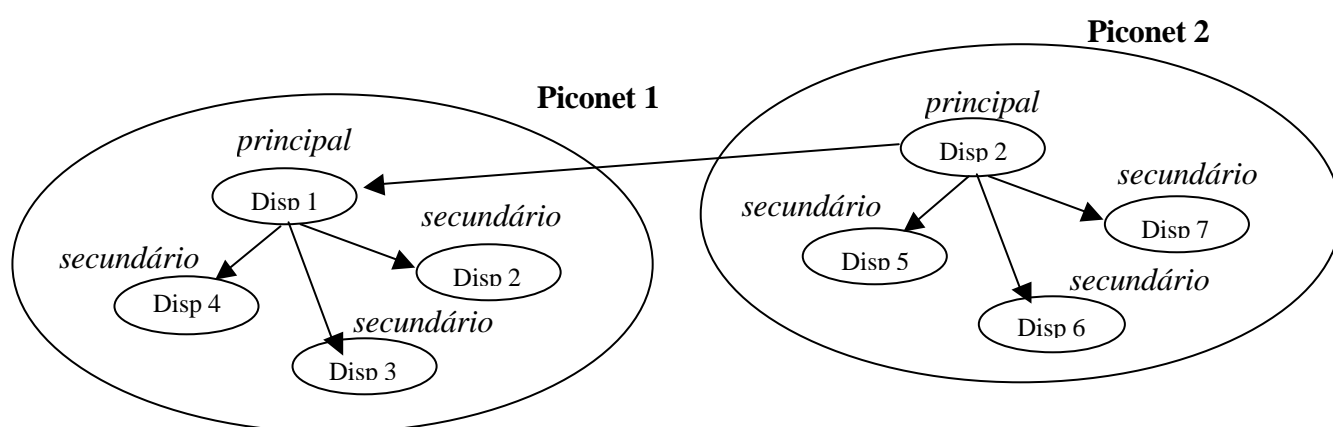 Piconet 1
principal
Disp 1
secundário
secundário
Disp 2
Disp 4
secundário
Disp 3
Piconet 2
principal
Disp 2
secundário
secundário
Disp 7
Disp 5
secundário
Disp 6